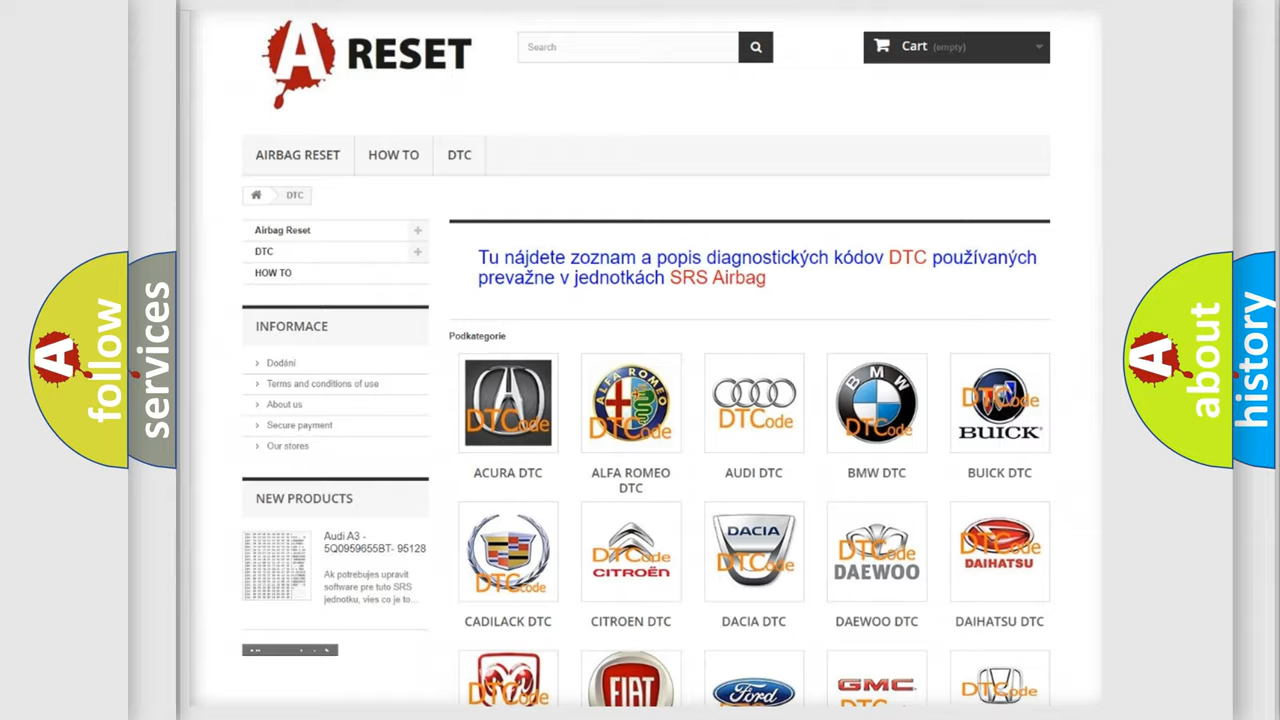 A RESET
Search
Cart (empty)
AIRBAG RESET
HOW TO
DTC
DTC
Airbag Reset
DTC
HOW TO
INFORMACE
Dodání
Terms and conditions of use
About us
Secure payment
Our stores
NEW PRODUCTS
Audi A3 -
5Q0959655BT- 95128
Ak potrebujes upravit
software pre tuto SRS
jednotku, vies co je to...
Tu nájdete zoznam a popis diagnostických kódov DTC používaných
prevažne v jednotkách SRS Airbag
Podkategorie
DTCode
ALFA ROMEO
DTCode
DTCode
BMW
DTCode
DTCode
BUICK
ACURA DTC
ALFA ROMEO
DTC
AUDI DTC
BMW DTC
BUICK DTC
DTCode
DTCode
CITROËN
DACIA
DTCode
DTCode
DAEWOO
DTCode
DAIHATSU
CADILACK DTC
CITROEN DTC
DACIA DTC
DAEWOO DTC
DAIHATSU DTC
DTCode
FIAT
Ford
GMC
DTCode
A
follow
services
A
about
history